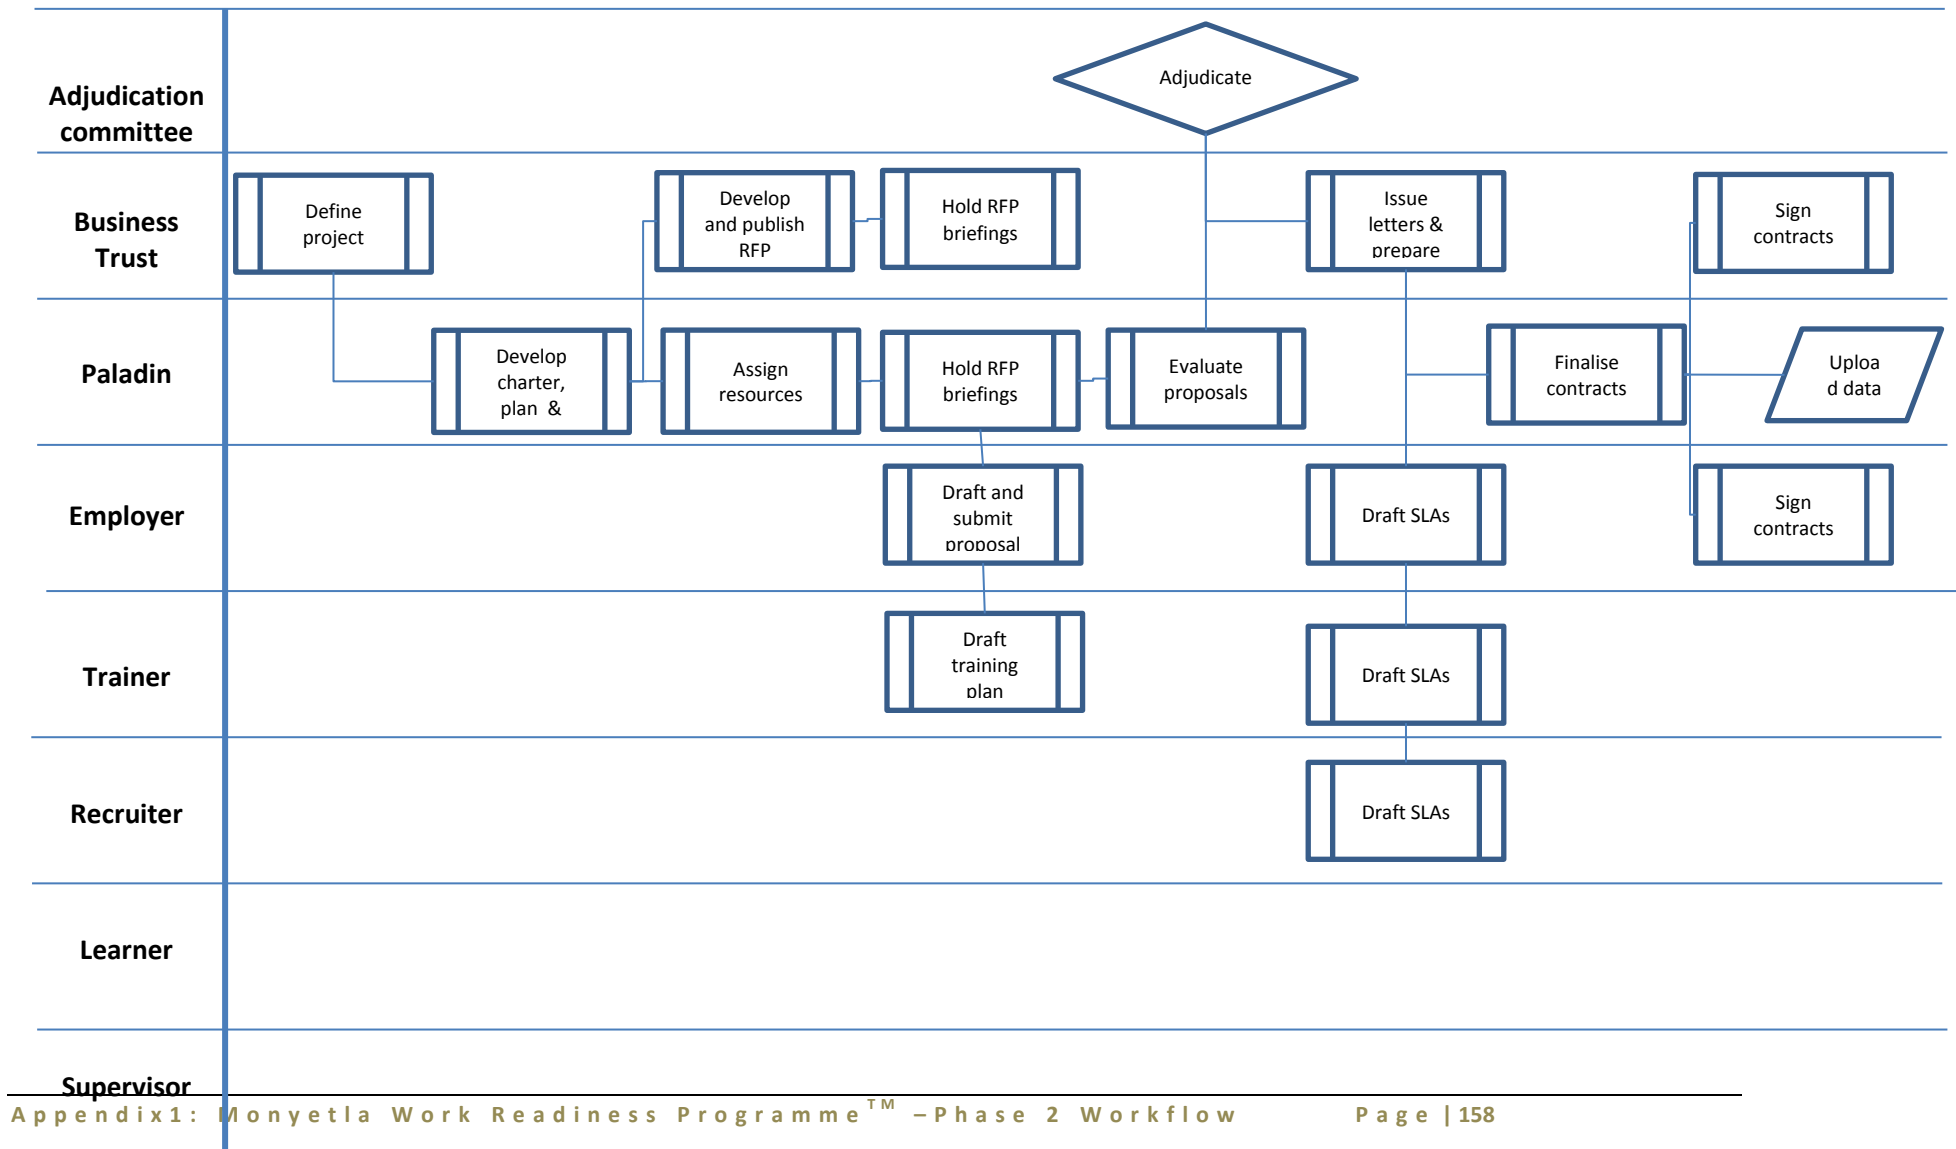 Adjudication
committee
Adjudicate
Business
Trust
Define
project
Develop
and publish
RFP
Hold RFP
briefings
Issue
letters &
prepare
Sign
contracts
Paladin
Develop
charter,
plan &
Assign
resources
Hold RFP
briefings
Evaluate
proposals
Finalise
contracts
Uploa
d data
Employer
Draft and
submit
proposal
Draft SLAs
Sign
contracts
Trainer
Draft
training
plan
Draft SLAs
Recruiter
Draft SLAs
Learner
Supervisor
Appendix1: Monyetla Work Readiness Programme™ –Phase 2 Workflow Page |158